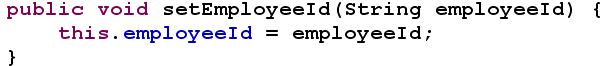 public void setEmployeeId(String employeeId) {
    this.employeeId = employeeId;
}